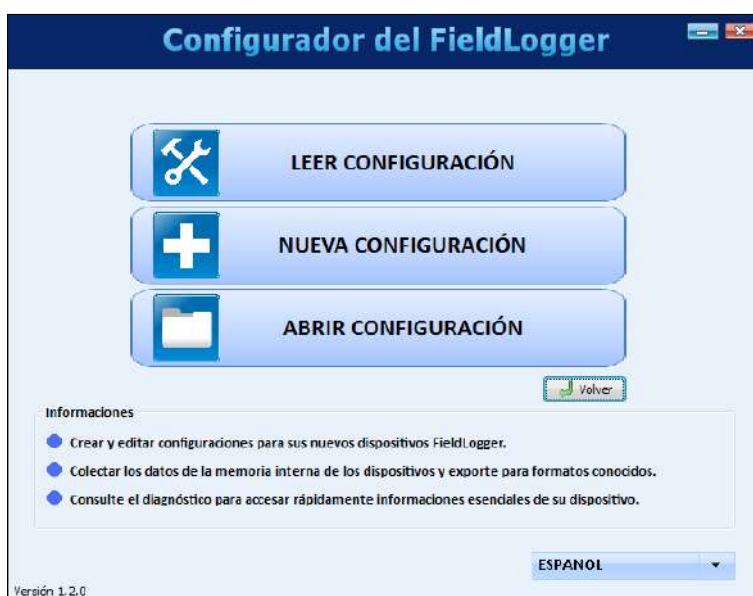 Configurador del FieldLogger
LEER CONFIGURACIÓN
NUEVA CONFIGURACIÓN
ABRIR CONFIGURACIÓN
Volver
Informaciones
Crear y editar configuraciones para sus nuevos dispositivos FieldLogger.
Colectar los datos de la memoria interna de los dispositivos y exporte para formatos conocidos.
Consulte el diagnóstico para accesar rápidamente informaciones esenciales de su dispositivo.
ESPANOL
Versión 1.2.0